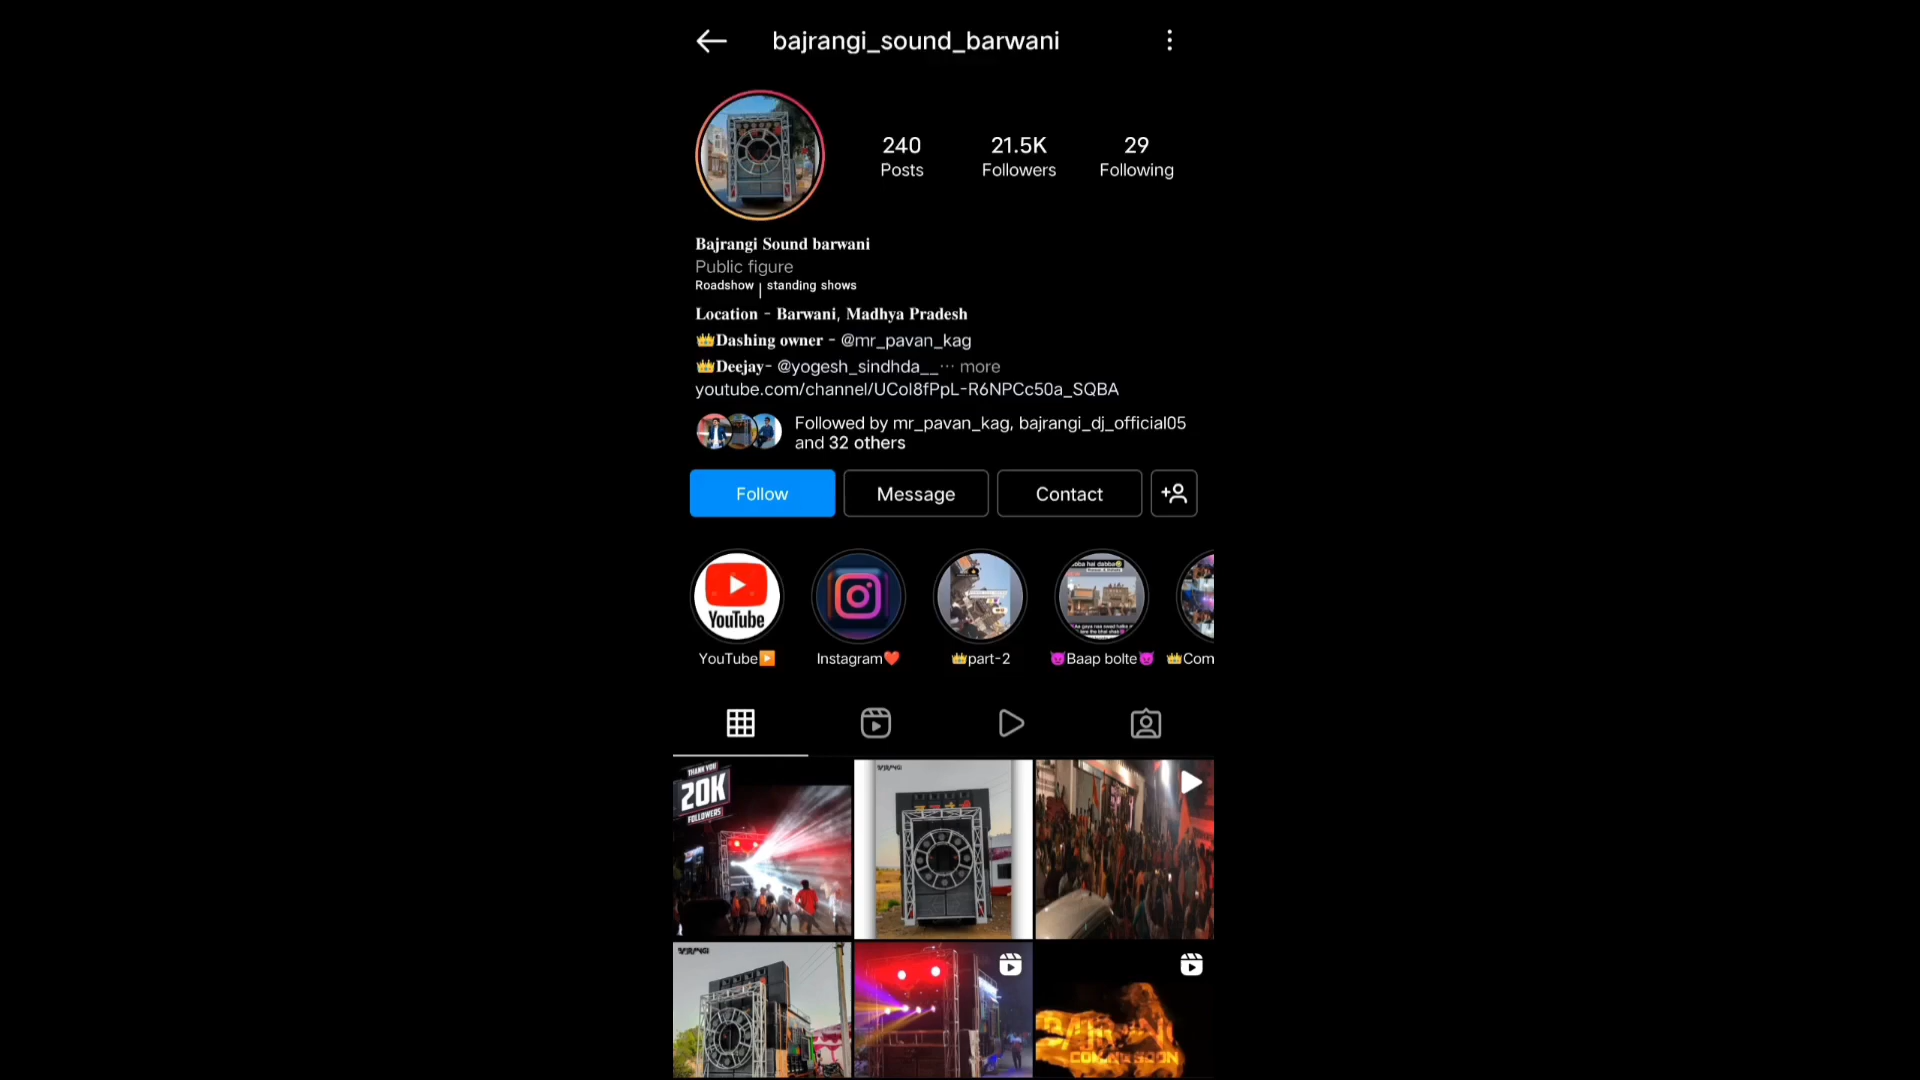 bajrangi_sound_barwani
240
Posts
21.5K
Followers
29
Following
Bajrangi Sound barwani
Public figure
Roadshow | standing shows
Location - Barwani, Madhya Pradesh
👑Dashing owner - @mr_pavan_kag
👑Deejay- @yogesh_sindhda__… more
youtube.com/channel/UCoI8fPpL-R6NPCc50a_SQBA
Followed by mr_pavan_kag, bajrangi_dj_official05
and 32 others
Follow
Message
Contact
YouTube
YouTube▶️
Instagram❤️
👑part-2
😈Baap bolte😈
👑Com
THANK YOU
20K
FOLLOWERS
COMING SOON